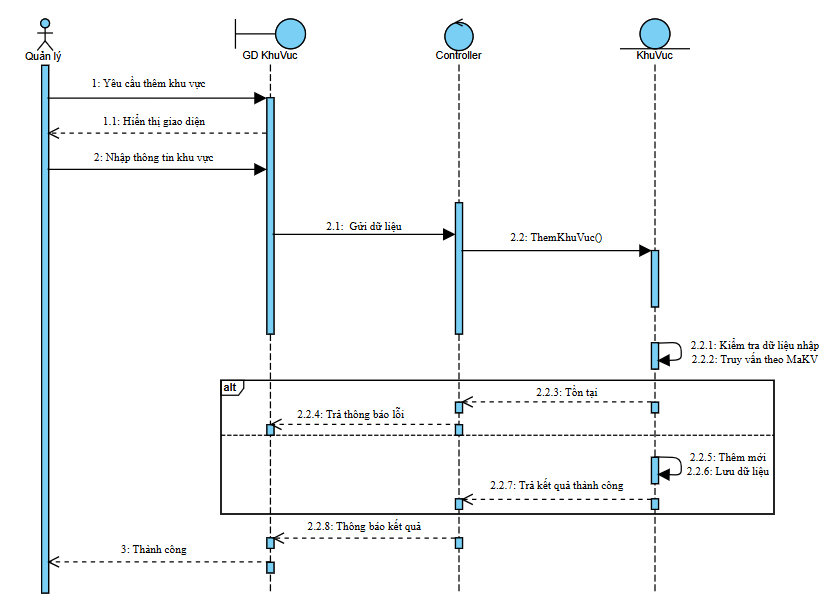 Quản lý
GD KhuVuc
Controller
KhuVuc
1: Yêu cầu thêm khu vực
1.1: Hiển thị giao diện
2: Nhập thông tin khu vực
2.1: Gửi dữ liệu
2.2: ThemKhuVuc()
2.2.1: Kiểm tra dữ liệu nhập
2.2.2: Truy vấn theo MaKV
alt
2.2.3: Tồn tại
2.2.4: Trả thông báo lỗi
2.2.5: Thêm mới
2.2.6: Lưu dữ liệu
2.2.7: Trả kết quả thành công
2.2.8: Thông báo kết quả
3: Thành công